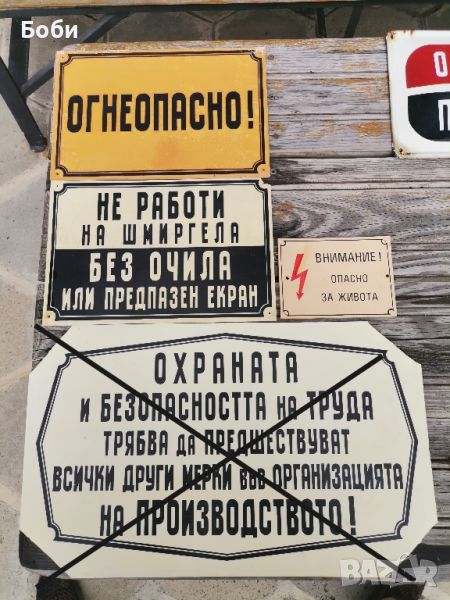 Боби
ОГНЕОПАСНО!
НЕ РАБОТИ
НА ШМИРГЕЛА
БЕЗ ОЧИЛА
ИЛИ ПРЕДПАЗЕН ЕКРАН
ВНИМАНИЕ!
ОПАСНО
ЗА ЖИВОТА
ОХРАНАТА
И БЕЗОПАСНОСТТА НА ТРУДА
ТРЯБВА ДА ПРЕДШЕСТВУВАТ
ВСИЧКИ ДРУГИ МЕРКИ ВЪВ ОРГАНИЗАЦИЯТА
НА ПРОИЗВОДСТВОТО!
BAZAR